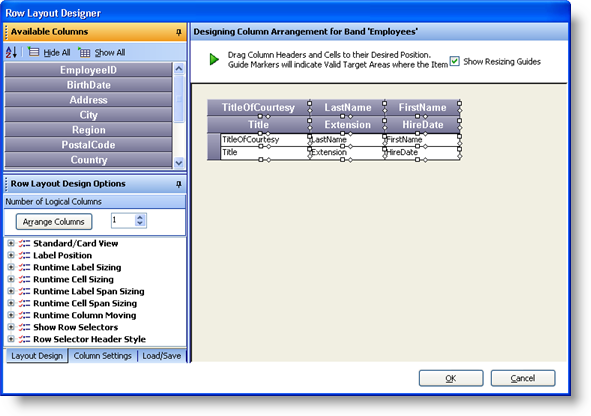 Row Layout Designer
Available Columns
Hide All Show All
EmployeeID
BirthDate
Address
City
Region
PostalCode
Country
Row Layout Design Options
Number of Logical Columns
Arrange Columns 1
Standard/Card View
Label Position
Runtime Label Sizing
Runtime Cell Sizing
Runtime Label Span Sizing
Runtime Cell Span Sizing
Runtime Column Moving
Show Row Selectors
Row Selector Header Style
Layout Design Column Settings Load/Save
Designing Column Arrangement for Band 'Employees'
Drag Column Headers and Cells to their Desired Position.
Guide Markers will indicate Valid Target Areas where the Item
Show Resizing Guides
TitleOfCourtesy LastName FirstName
Title Extension HireDate
TitleOfCourtesy LastName FirstName
Title Extension HireDate
OK Cancel